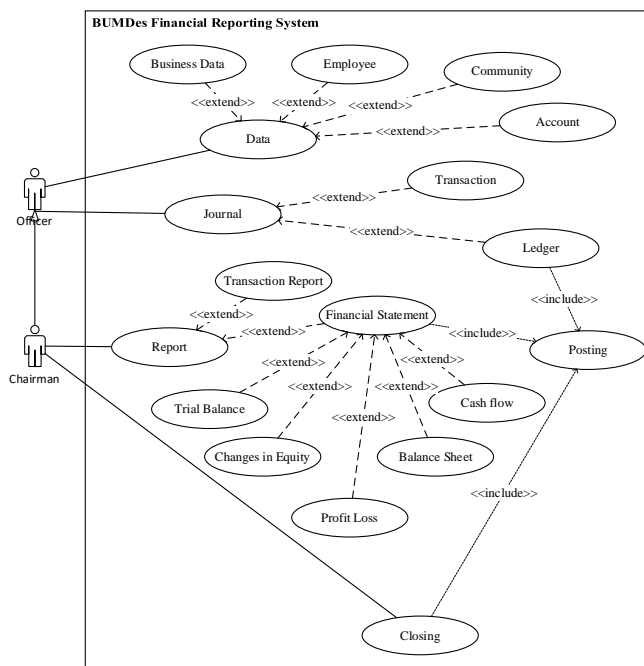 BUMDes Financial Reporting System
Business Data
Employee
Community
<<extend>>
<<extend>>
<<extend>>
Account
<<extend>>
Data
Transaction
<<extend>>
Officer
Journal
<<extend>>
Ledger
Transaction Report
<<include>>
<<extend>>
Financial Statement
<<extend>>
<<include>>
Report
Posting
Chairman
<<extend>>
<<extend>>
<<extend>>
<<extend>>
Trial Balance
Cash flow
<<extend>>
Changes in Equity
Balance Sheet
<<include>>
Profit Loss
Closing